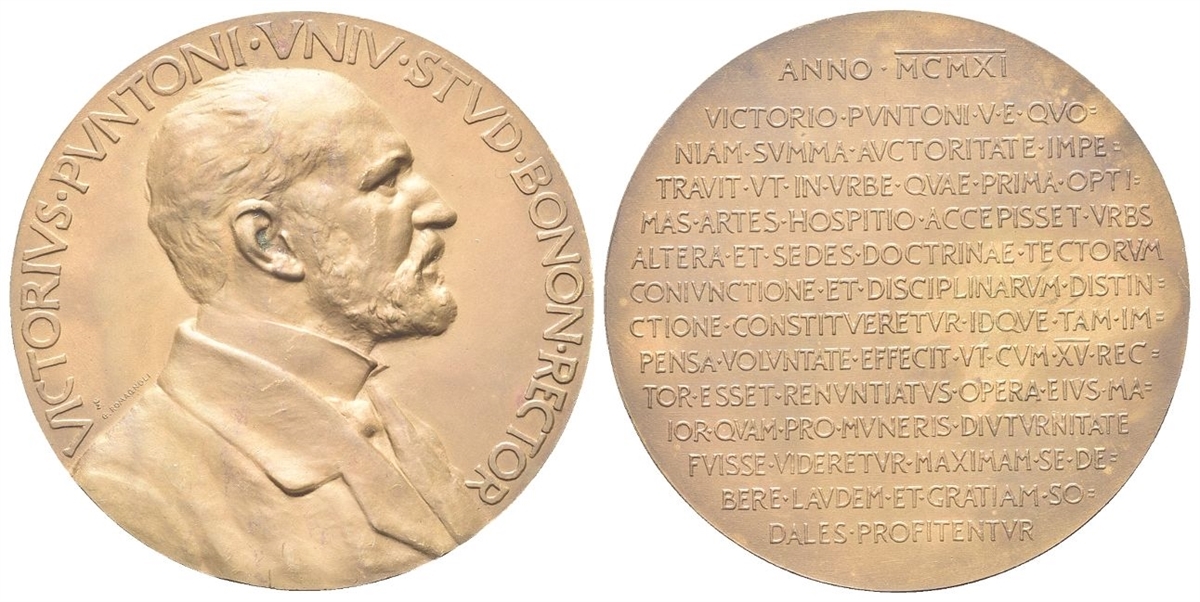 VICTORIVS·PVNTONI·VNIV·STVD·BONON·RECTOR
G·ROMAGNOLI
ANNO·MCMXI
VICTORIO·PVNTONI·V·E·QVO=
NIAM·SVMMA·AVCTORITATE·IMPE=
TRAVIT·VT·IN·VRBE·QVAE·PRIMA·OPTI=
MAS·ARTES·HOSPITIO·ACCEPISSET·VRBS
ALTERA·ET·SEDES·DOCTRINAE·TECTORVM
CONIVNCTIONE·ET·DISCIPLINARVM·DISTIN=
CTIONE·CONSTITVERETVR·IDQVE·TAM·IM=
PENSA·VOLVNTATE·EFFECIT·VT·CVM·XV·REC=
TOR·ESSET·RENVNTIATVS·OPERA·EIVS·MA=
IOR·QVAM·PRO·MVNERIS·DIVTVRNITATE
FVISSE·VIDERETVR·MAXIMAM·SE·DE=
BERE·LAVDEM·ET·GRATIAM·SO=
DALES·PROFITENTVR